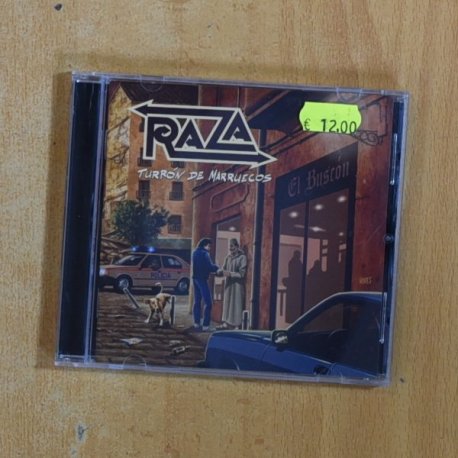 RAZA
TURRÓN DE MARRUECOS
€ 12,00
El Buscón
POLICIA